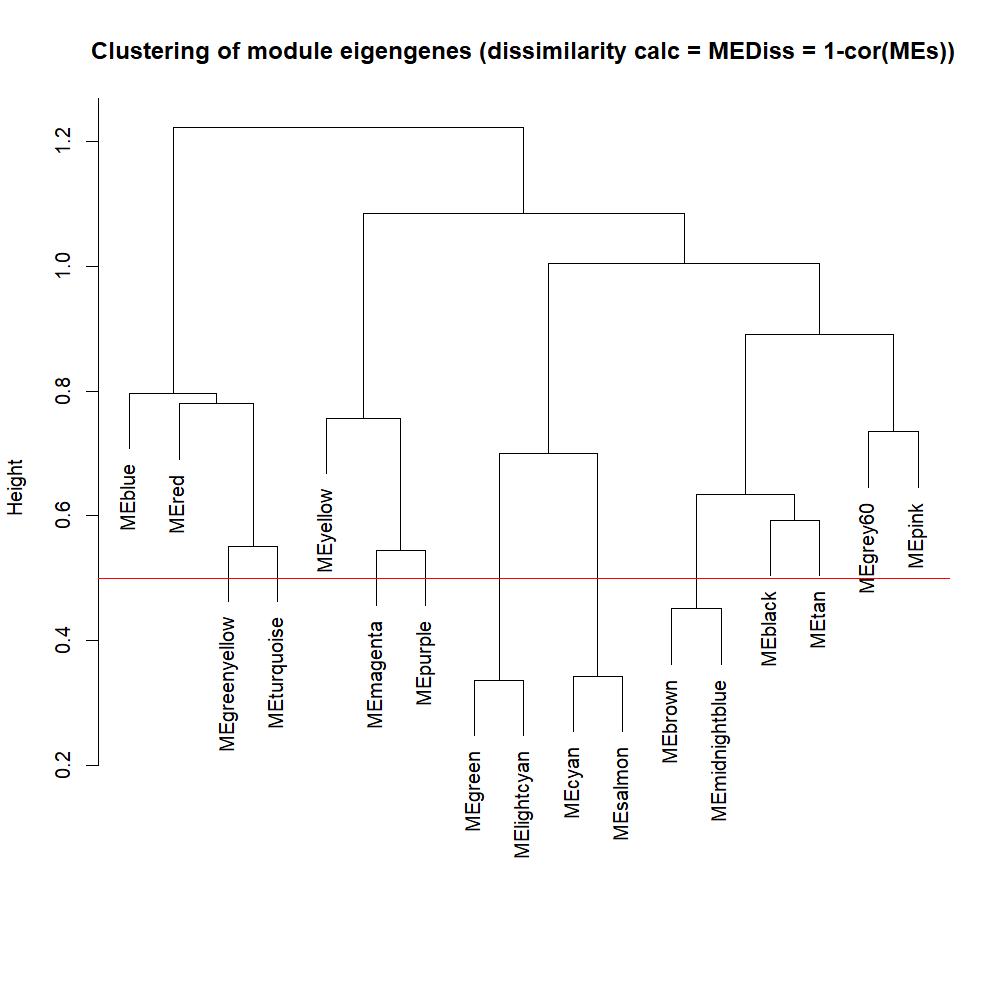 Clustering of module eigengenes (dissimilarity calc = MEDiss = 1-cor(MEs))
Height
1.2
1.0
0.8
0.6
0.4
0.2
MEblue
MEred
MEgreenyellow
MEturquoise
MEyellow
MEmagenta
MEpurple
MEgreen
MElightcyan
MEcyan
MEsalmon
MEbrown
MEmidnightblue
MEblack
MEtan
MEgrey60
MEpink